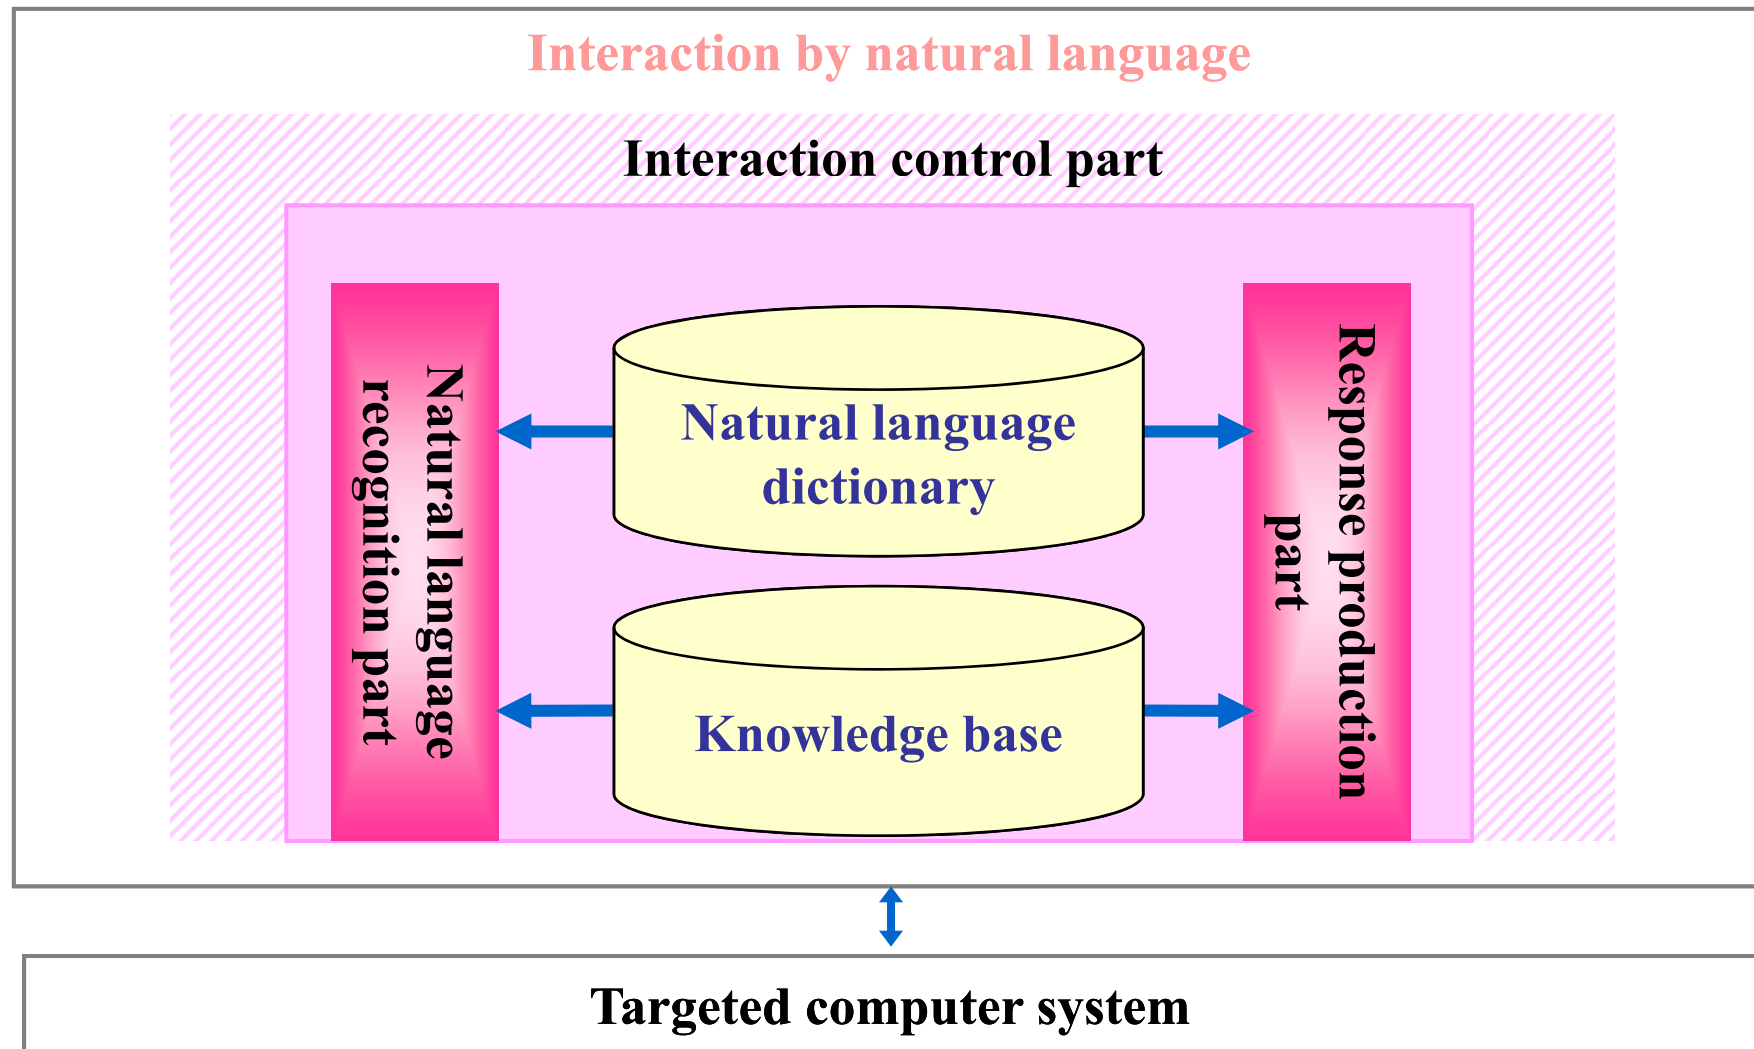 Interaction by natural language
Interaction control part
Natural language
recognition part
Natural language
dictionary
Knowledge base
Response production
part
Targeted computer system